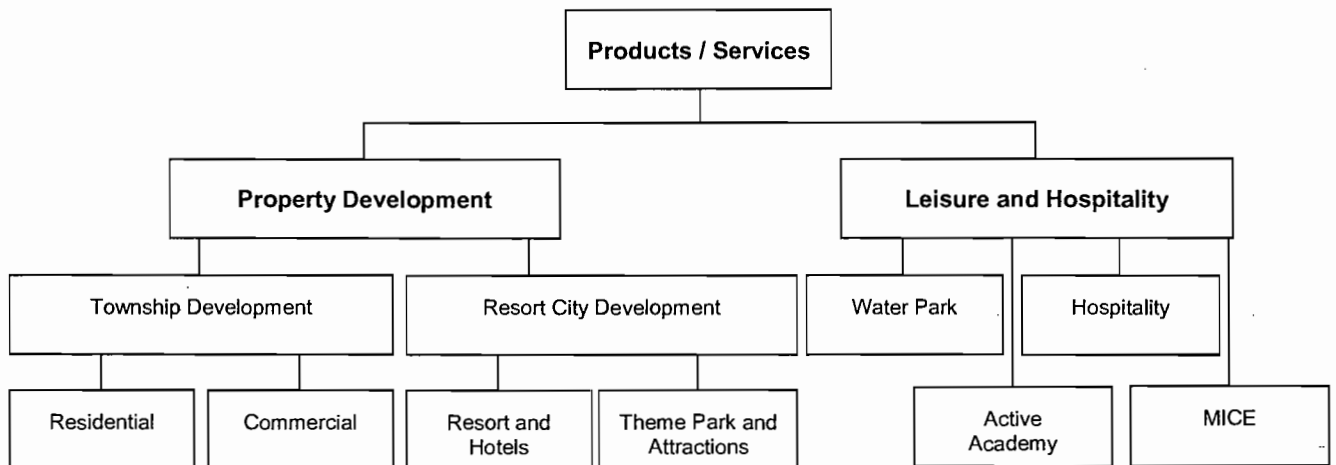 Products / Services
Property Development
Leisure and Hospitality
Township Development
Resort City Development
Water Park
Hospitality
Residential
Commercial
Resort and
Hotels
Theme Park and
Attractions
Active
Academy
MICE